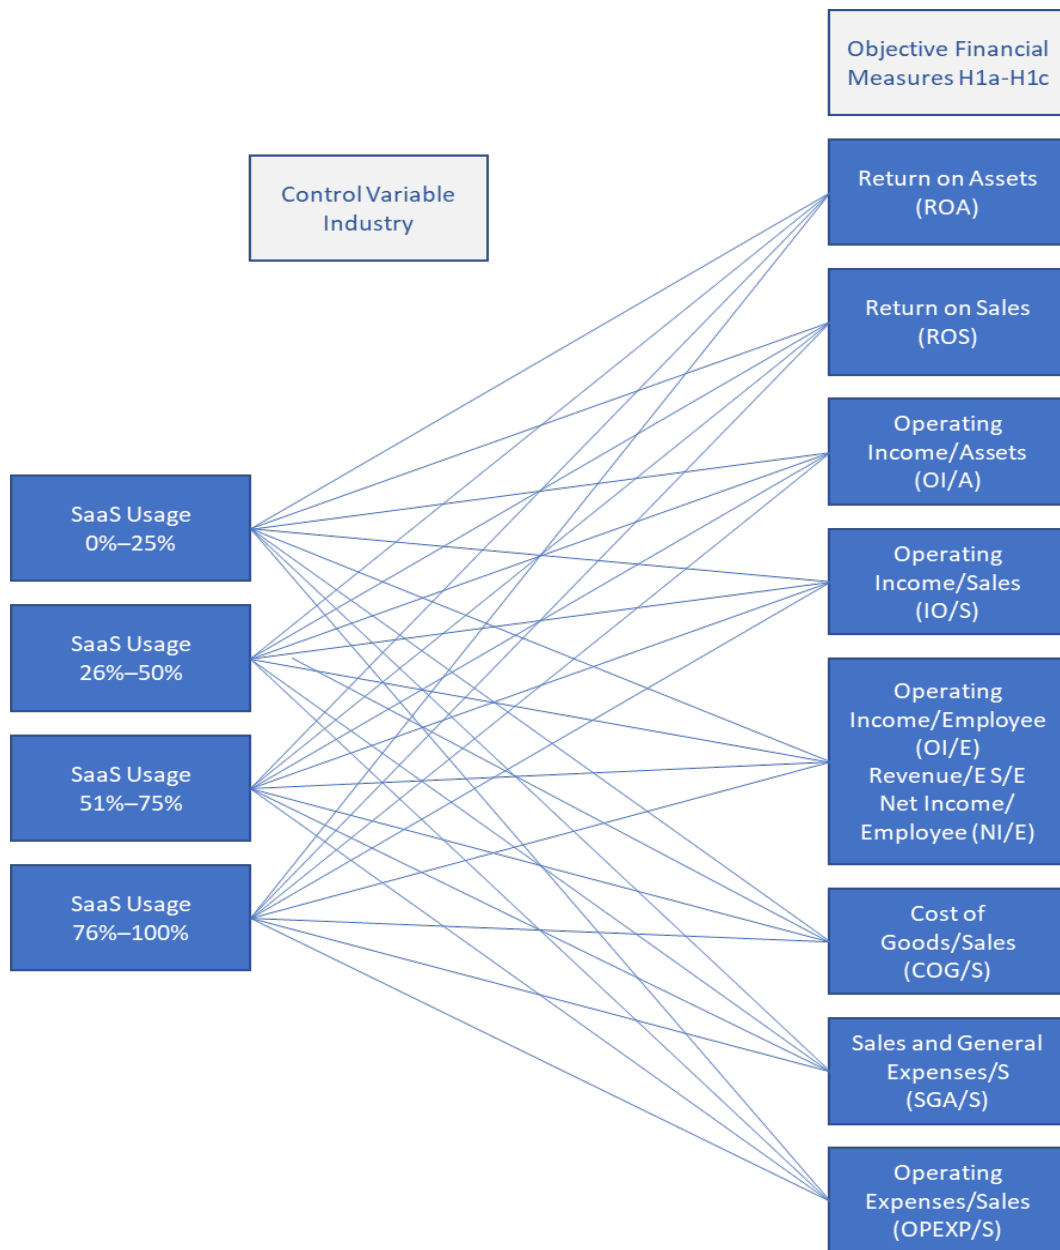 Objective Financial
Measures H1a-H1c
Control Variable
Industry
Return on Assets
(ROA)
Return on Sales
(ROS)
Operating
Income/Assets
(OI/A)
SaaS Usage
0%–25%
Operating
Income/Sales
(IO/S)
SaaS Usage
26%–50%
Operating
Income/Employee
(OI/E)
Revenue/E S/E
Net Income/
Employee (NI/E)
SaaS Usage
51%–75%
SaaS Usage
76%–100%
Cost of
Goods/Sales
(COG/S)
Sales and General
Expenses/S
(SGA/S)
Operating
Expenses/Sales
(OPEXP/S)